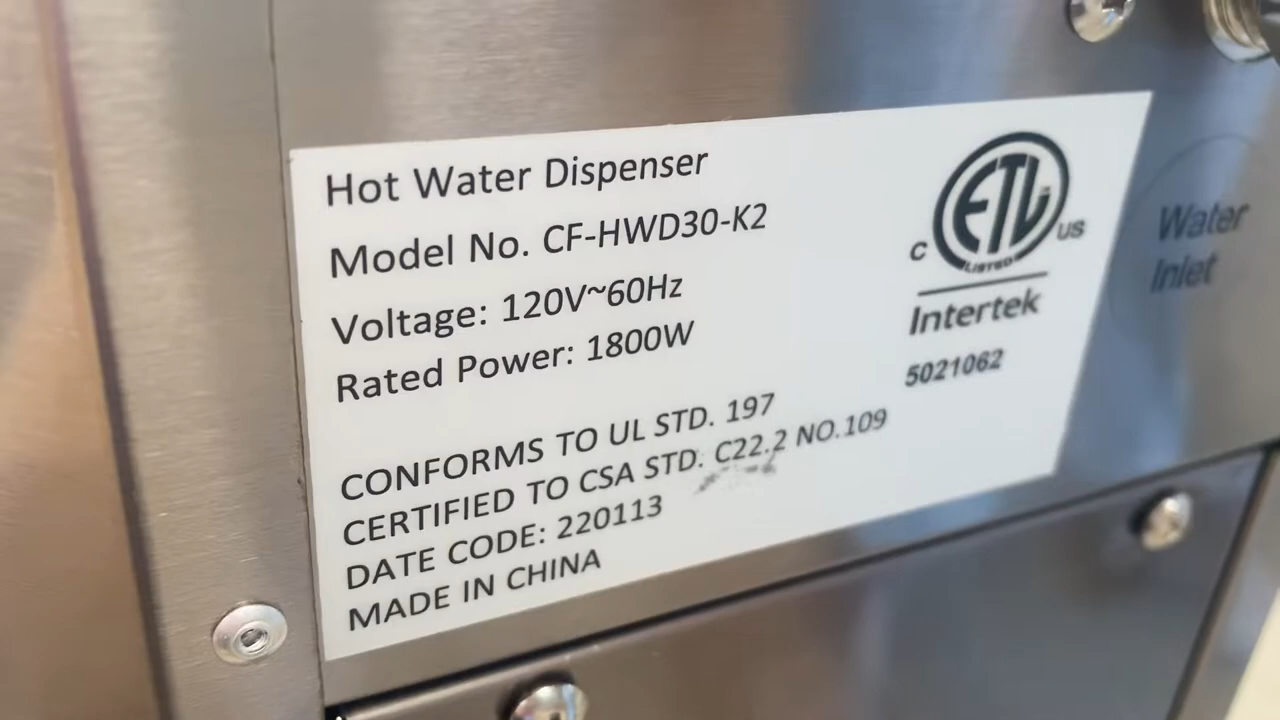 Hot Water Dispenser
Model No. CF-HWD30-K2
Voltage: 120V~60Hz
Rated Power: 1800W
CONFORMS TO UL STD. 197
CERTIFIED TO CSA STD. C22.2 NO.109
DATE CODE: 220113
MADE IN CHINA
ETL
C US
LISTED
Intertek
5021062
Water
Inlet